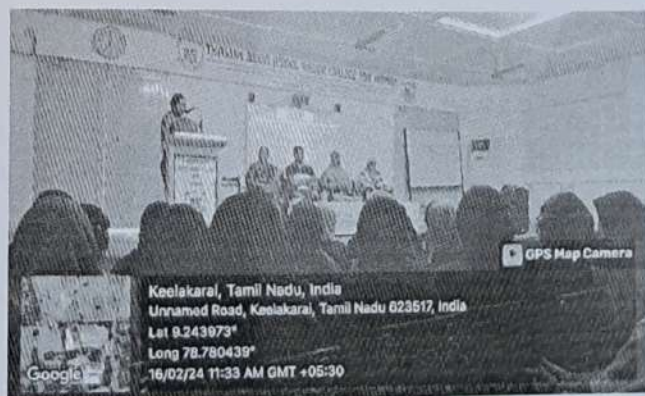 GPS Map Camera
Keelakarai, Tamil Nadu, India
Unnamed Road, Keelakarai, Tamil Nadu 623517, India
Lat 9.243973°
Long 78.780439°
16/02/24 11:33 AM GMT +05:30
Google